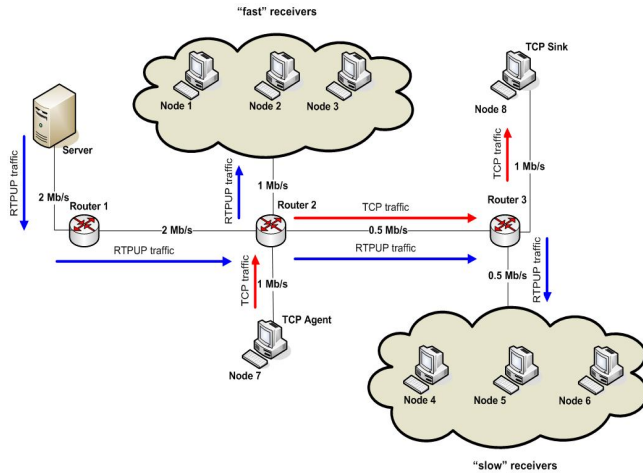 “fast” receivers
TCP Sink
Node 1
Node 2
Node 3
Node 8
Server
RTPUP traffic
2 Mb/s
Router 1
2 Mb/s
RTPUP traffic
RTPUP traffic
1 Mb/s
Router 2
TCP traffic
0.5 Mb/s
RTPUP traffic
TCP traffic
1 Mb/s
Router 3
0.5 Mb/s
RTPUP traffic
TCP traffic
1 Mb/s
TCP Agent
Node 7
Node 4
Node 5
Node 6
“slow” receivers